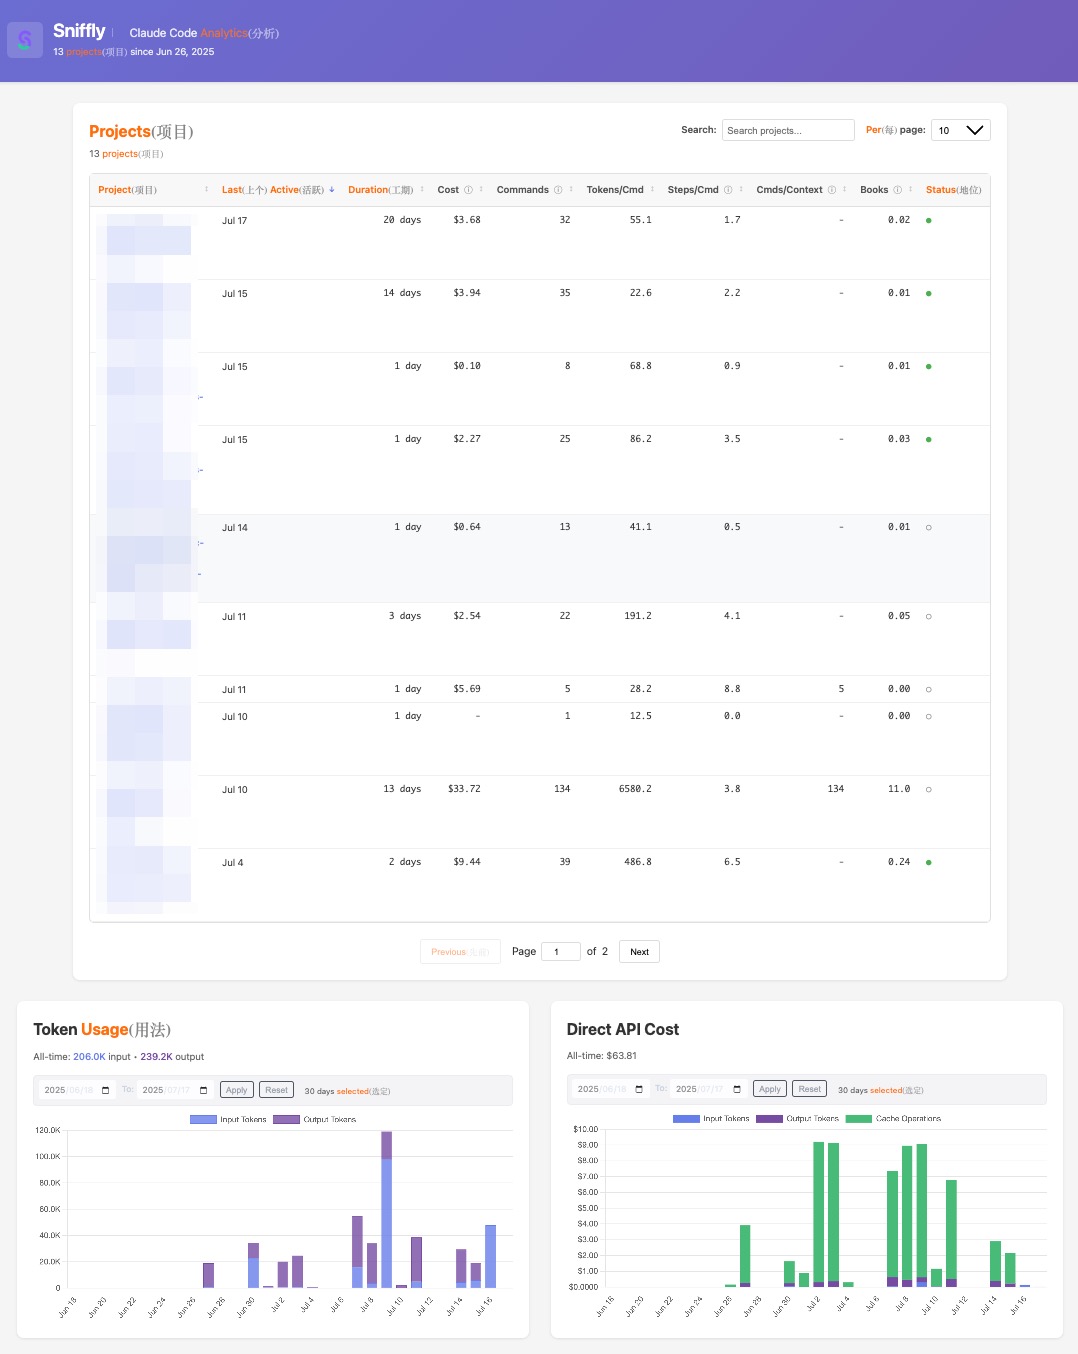 Sniffly | Claude Code Analytics(分析)
13 projects(项目) since Jun 26, 2025
Projects(项目)
Search: Search projects... Per(每) page: 10
13 projects(项目)
Project(项目) Last(上个) Active(活跃) ↓ Duration(工期) Cost ⓘ Commands ⓘ Tokens/Cmd Steps/Cmd ⓘ Cmds/Context ⓘ Books ⓘ Status(地位)
Jul 17 20 days $3.68 32 55.1 1.7 - 0.02
Jul 15 14 days $3.94 35 22.6 2.2 - 0.01
Jul 15 1 day $0.10 8 68.8 0.9 - 0.01
Jul 15 1 day $2.27 25 86.2 3.5 - 0.03
Jul 14 1 day $0.64 13 41.1 0.5 - 0.01
Jul 11 3 days $2.54 22 191.2 4.1 - 0.05
Jul 11 1 day $5.69 5 28.2 8.8 5 0.00
Jul 10 1 day - 1 12.5 0.0 - 0.00
Jul 10 13 days $33.72 134 6580.2 3.8 134 11.0
Jul 4 2 days $9.44 39 486.8 6.5 - 0.24
Previous Page 1 of 2 Next
Token Usage(用法)
All-time: 206.0K input • 239.2K output
2025/06/18 To: 2025/07/17 Apply Reset 30 days selected(选定)
Input Tokens Output Tokens
120.0K
100.0K
80.0K
60.0K
40.0K
20.0K
0
Jun 18 Jun 20 Jun 22 Jun 24 Jun 26 Jun 28 Jun 30 Jul 2 Jul 4 Jul 6 Jul 8 Jul 10 Jul 12 Jul 14 Jul 16
Direct API Cost
All-time: $63.81
2025/06/18 To: 2025/07/17 Apply Reset 30 days selected(选定)
Input Tokens Output Tokens Cache Operations
$10.00
$9.00
$8.00
$7.00
$6.00
$5.00
$4.00
$3.00
$2.00
$1.00
$0.0000
Jun 18 Jun 20 Jun 22 Jun 24 Jun 26 Jun 28 Jun 30 Jul 2 Jul 4 Jul 6 Jul 8 Jul 10 Jul 12 Jul 14 Jul 16